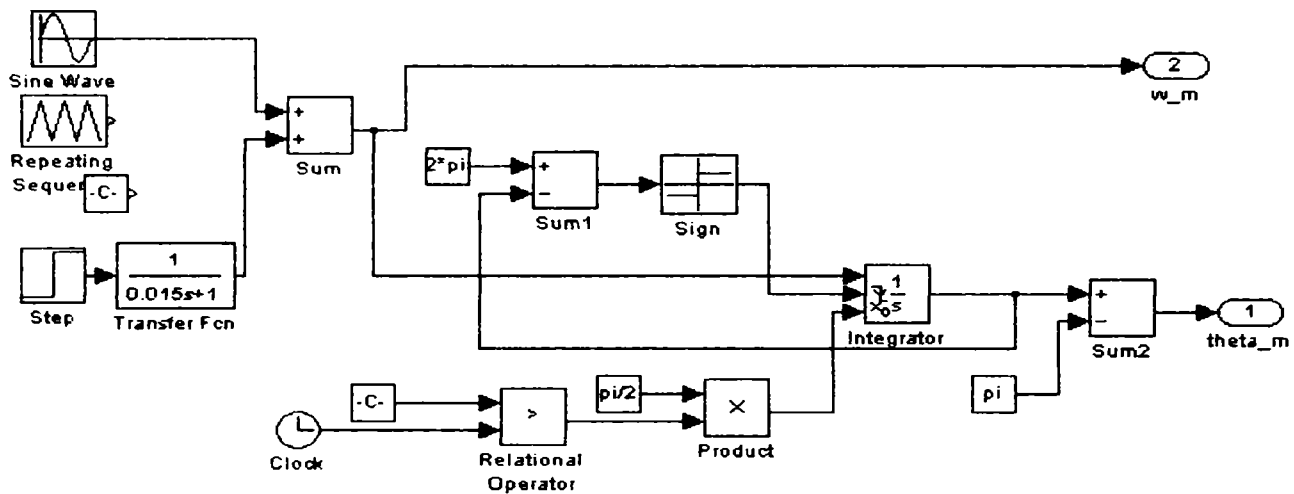 Sine Wave
Repeating
Sequen
-C-
Step
1
0.015s+1
Transfer Fcn
+
+
Sum
2
w_m
2*pi
+
−
Sum1
Sign
1
s
x
o
Integrator
+
−
Sum2
1
theta_m
pi
-C-
Clock
>
Relational
Operator
pi/2
×
Product